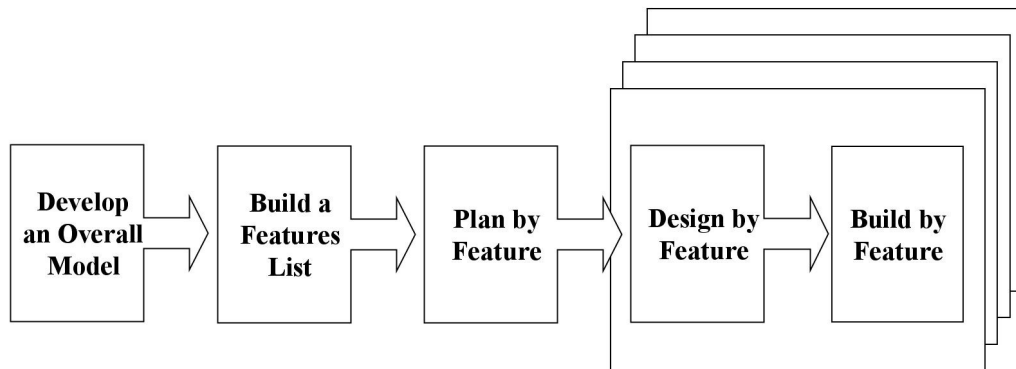 Develop
an Overall
Model
Build a
Features
List
Plan by
Feature
Design by
Feature
Build by
Feature